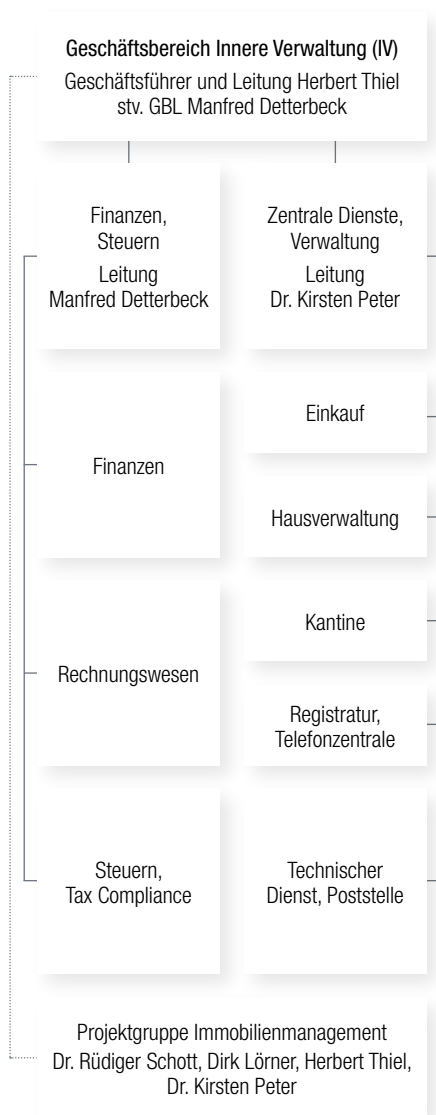 Geschäftsbereich Innere Verwaltung (IV)
Geschäftsführer und Leitung Herbert Thiel
stv. GBL Manfred Detterbeck
Finanzen,
Steuern
Leitung
Manfred Detterbeck
Zentrale Dienste,
Verwaltung
Leitung
Dr. Kirsten Peter
Finanzen
Rechnungswesen
Steuern,
Tax Compliance
Einkauf
Hausverwaltung
Kantine
Registratur,
Telefonzentrale
Technischer
Dienst, Poststelle
Projektgruppe Immobilienmanagement
Dr. Rüdiger Schott, Dirk Lörner, Herbert Thiel,
Dr. Kirsten Peter